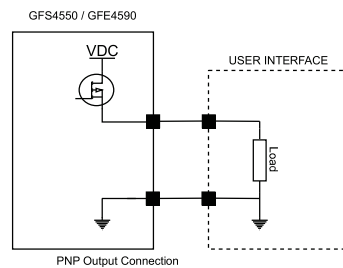 GFS4550 / GFE4590
VDC
USER INTERFACE
Load
PNP Output Connection